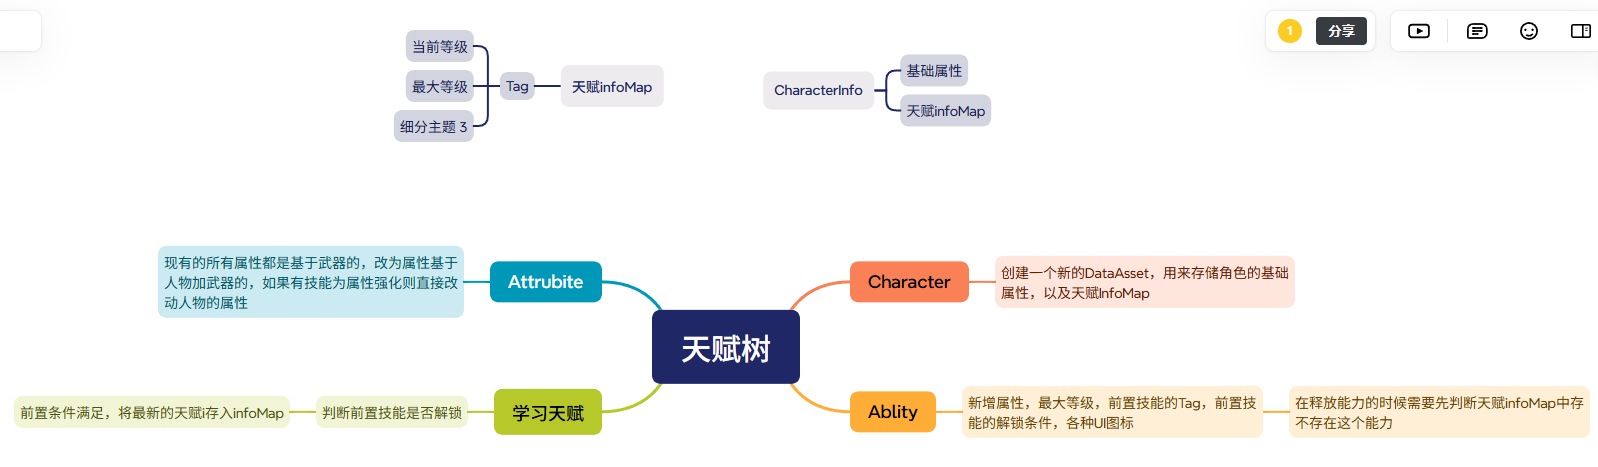 1
分享
当前等级
最大等级
细分主题 3
Tag
天赋infoMap
CharacterInfo
基础属性
天赋infoMap
现有的所有属性都是基于武器的，改为属性基于
人物加武器的，如果有技能为属性强化则直接改
动人物的属性
Attrubite
Character
创建一个新的DataAsset，用来存储角色的基础
属性，以及天赋InfoMap
天赋树
前置条件满足，将最新的天赋i存入infoMap
判断前置技能是否解锁
学习天赋
Ablity
新增属性，最大等级，前置技能的Tag，前置技
能的解锁条件，各种UI图标
在释放能力的时候需要先判断天赋infoMap中存
不存在这个能力